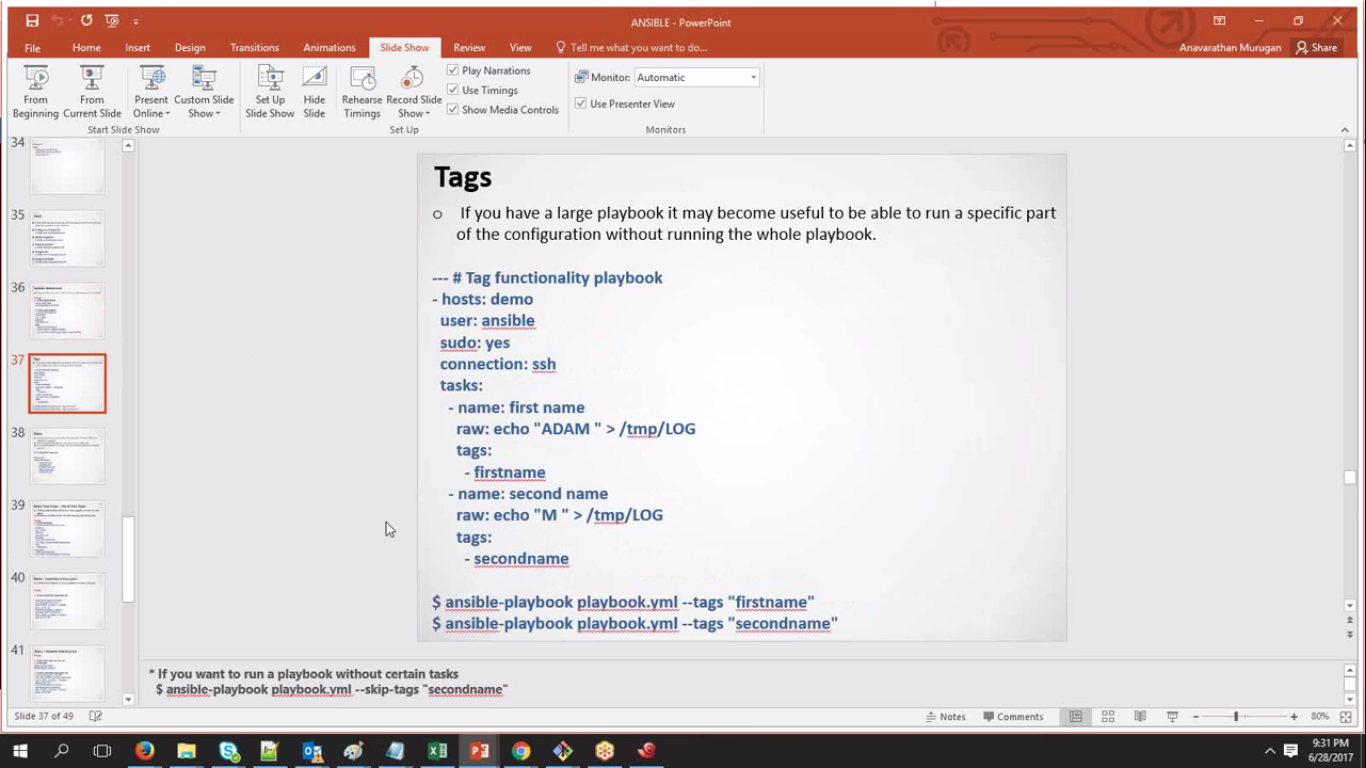 ANSIBLE - PowerPoint
File Home Insert Design Transitions Animations Slide Show Review View Tell me what you want to do... Anavarathan Murugan Share
From Beginning
From Current Slide
Present Online
Custom Slide Show
Start Slide Show
Set Up Slide Show
Hide Slide
Rehearse Timings
Record Slide Show
Play Narrations
Use Timings
Show Media Controls
Set Up
Monitor: Automatic
Use Presenter View
Monitors
34
35
36
37
38
39
40
41
Tags
o If you have a large playbook it may become useful to be able to run a specific part
of the configuration without running the whole playbook.
--- # Tag functionality playbook
- hosts: demo
user: ansible
sudo: yes
connection: ssh
tasks:
- name: first name
raw: echo "ADAM " > /tmp/LOG
tags:
- firstname
- name: second name
raw: echo "M " > /tmp/LOG
tags:
- secondname
$ ansible-playbook playbook.yml --tags "firstname"
$ ansible-playbook playbook.yml --tags "secondname"
* If you want to run a playbook without certain tasks
$ ansible-playbook playbook.yml --skip-tags "secondname"
Slide 37 of 49 Notes Comments 80%
9:31 PM
6/28/2017